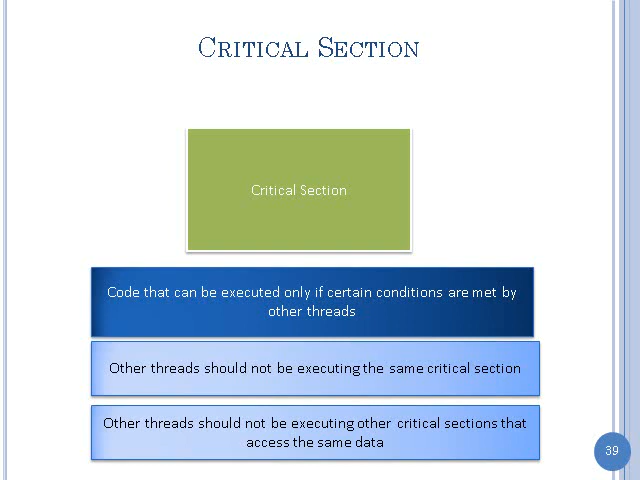 CRITICAL SECTION
Critical Section
Code that can be executed only if certain conditions are met by
other threads
Other threads should not be executing the same critical section
Other threads should not be executing other critical sections that
access the same data
39